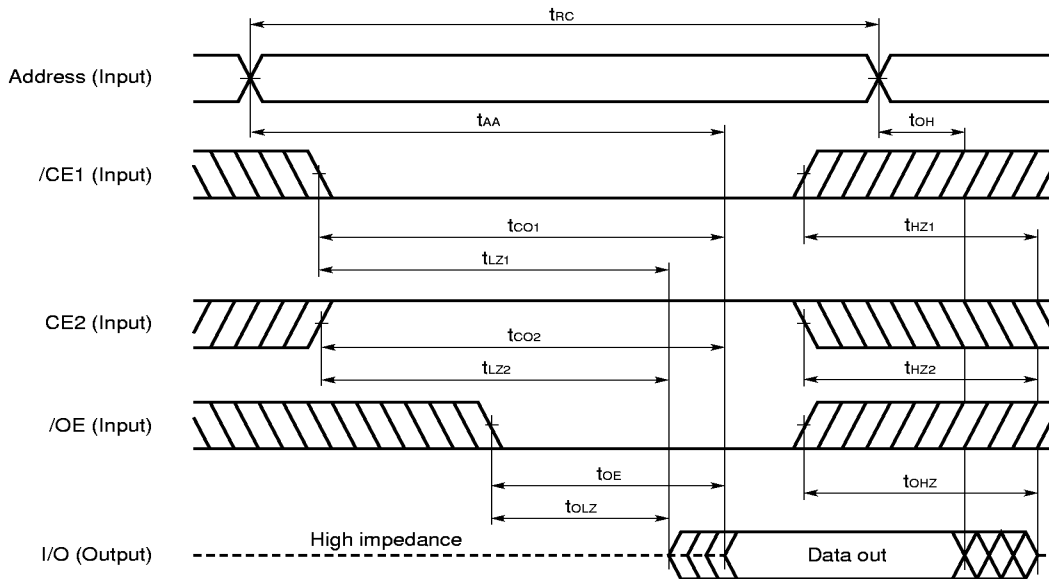 tRC
Address (Input)
tAA
tOH
/CE1 (Input)
tCO1
tHZ1
tLZ1
CE2 (Input)
tCO2
tLZ2
tHZ2
/OE (Input)
tOE
tOHZ
tOLZ
High impedance
I/O (Output)
Data out